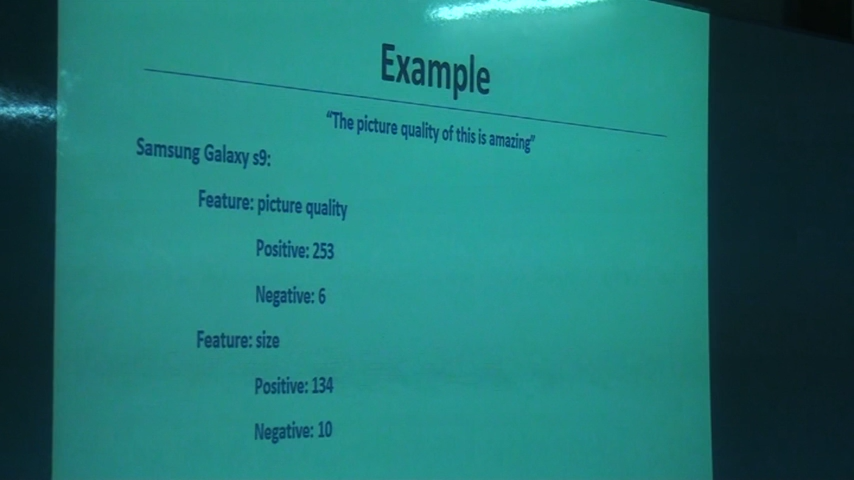 Example
“The picture quality of this is amazing”
Samsung Galaxy s9:
Feature: picture quality
Positive: 253
Negative: 6
Feature: size
Positive: 134
Negative: 10